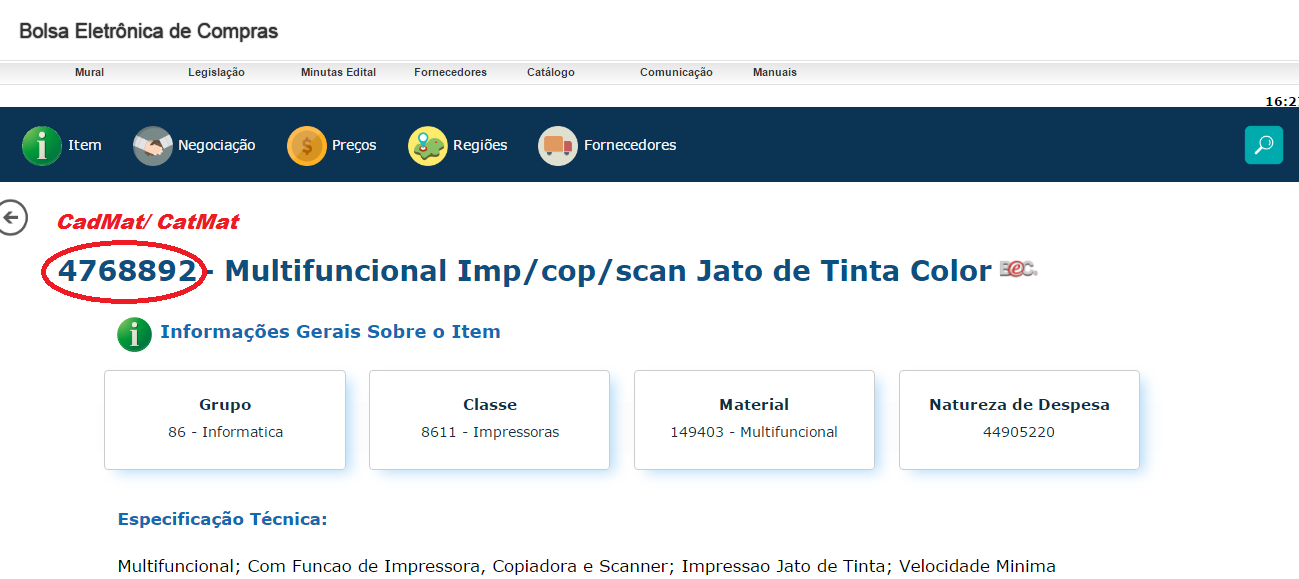 Bolsa Eletrônica de Compras
Mural Legislação Minutas Edital Fornecedores Catálogo Comunicação Manuais
16:2
Item Negociação Preços Regiões Fornecedores
CadMat/ CatMat
4768892 - Multifuncional Imp/cop/scan Jato de Tinta Color BeC.
Informações Gerais Sobre o Item
Grupo Classe Material Natureza de Despesa
86 - Informatica 8611 - Impressoras 149403 - Multifuncional 44905220
Especificação Técnica:
Multifuncional; Com Funcao de Impressora, Copiadora e Scanner; Impressao Jato de Tinta; Velocidade Minima